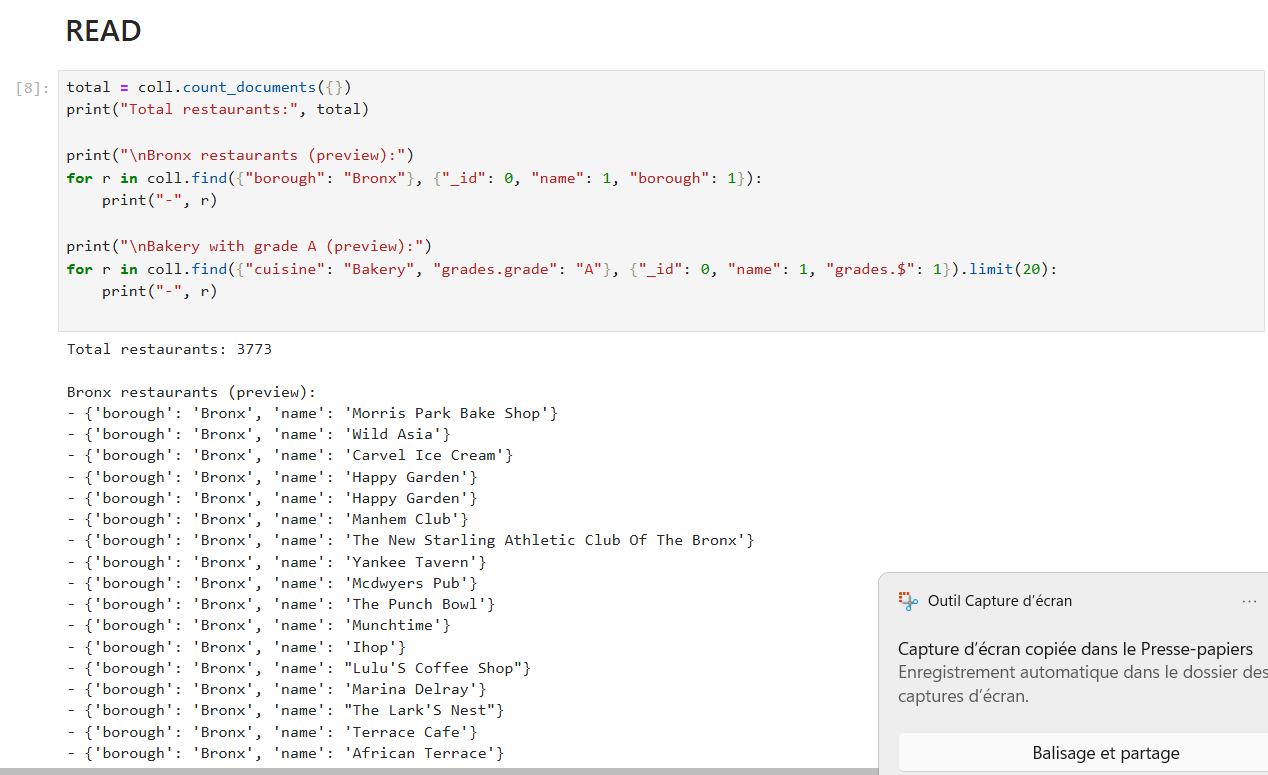 READ
[8]:
total = coll.count_documents({})
print("Total restaurants:", total)
print("\nBronx restaurants (preview):")
for r in coll.find({"borough": "Bronx"}, {"_id": 0, "name": 1, "borough": 1}):
    print("-", r)
print("\nBakery with grade A (preview):")
for r in coll.find({"cuisine": "Bakery", "grades.grade": "A"}, {"_id": 0, "name": 1, "grades.$": 1}).limit(20):
    print("-", r)
Total restaurants: 3773
Bronx restaurants (preview):
- {'borough': 'Bronx', 'name': 'Morris Park Bake Shop'}
- {'borough': 'Bronx', 'name': 'Wild Asia'}
- {'borough': 'Bronx', 'name': 'Carvel Ice Cream'}
- {'borough': 'Bronx', 'name': 'Happy Garden'}
- {'borough': 'Bronx', 'name': 'Happy Garden'}
- {'borough': 'Bronx', 'name': 'Manhem Club'}
- {'borough': 'Bronx', 'name': 'The New Starling Athletic Club Of The Bronx'}
- {'borough': 'Bronx', 'name': 'Yankee Tavern'}
- {'borough': 'Bronx', 'name': 'Mcdwyers Pub'}
- {'borough': 'Bronx', 'name': 'The Punch Bowl'}
- {'borough': 'Bronx', 'name': 'Munchtime'}
- {'borough': 'Bronx', 'name': 'Ihop'}
- {'borough': 'Bronx', 'name': "Lulu'S Coffee Shop"}
- {'borough': 'Bronx', 'name': 'Marina Delray'}
- {'borough': 'Bronx', 'name': "The Lark'S Nest"}
- {'borough': 'Bronx', 'name': 'Terrace Cafe'}
- {'borough': 'Bronx', 'name': 'African Terrace'}
Outil Capture d'écran
...
Capture d'écran copiée dans le Presse-papiers
Enregistrement automatique dans le dossier des
captures d'écran.
Balisage et partage